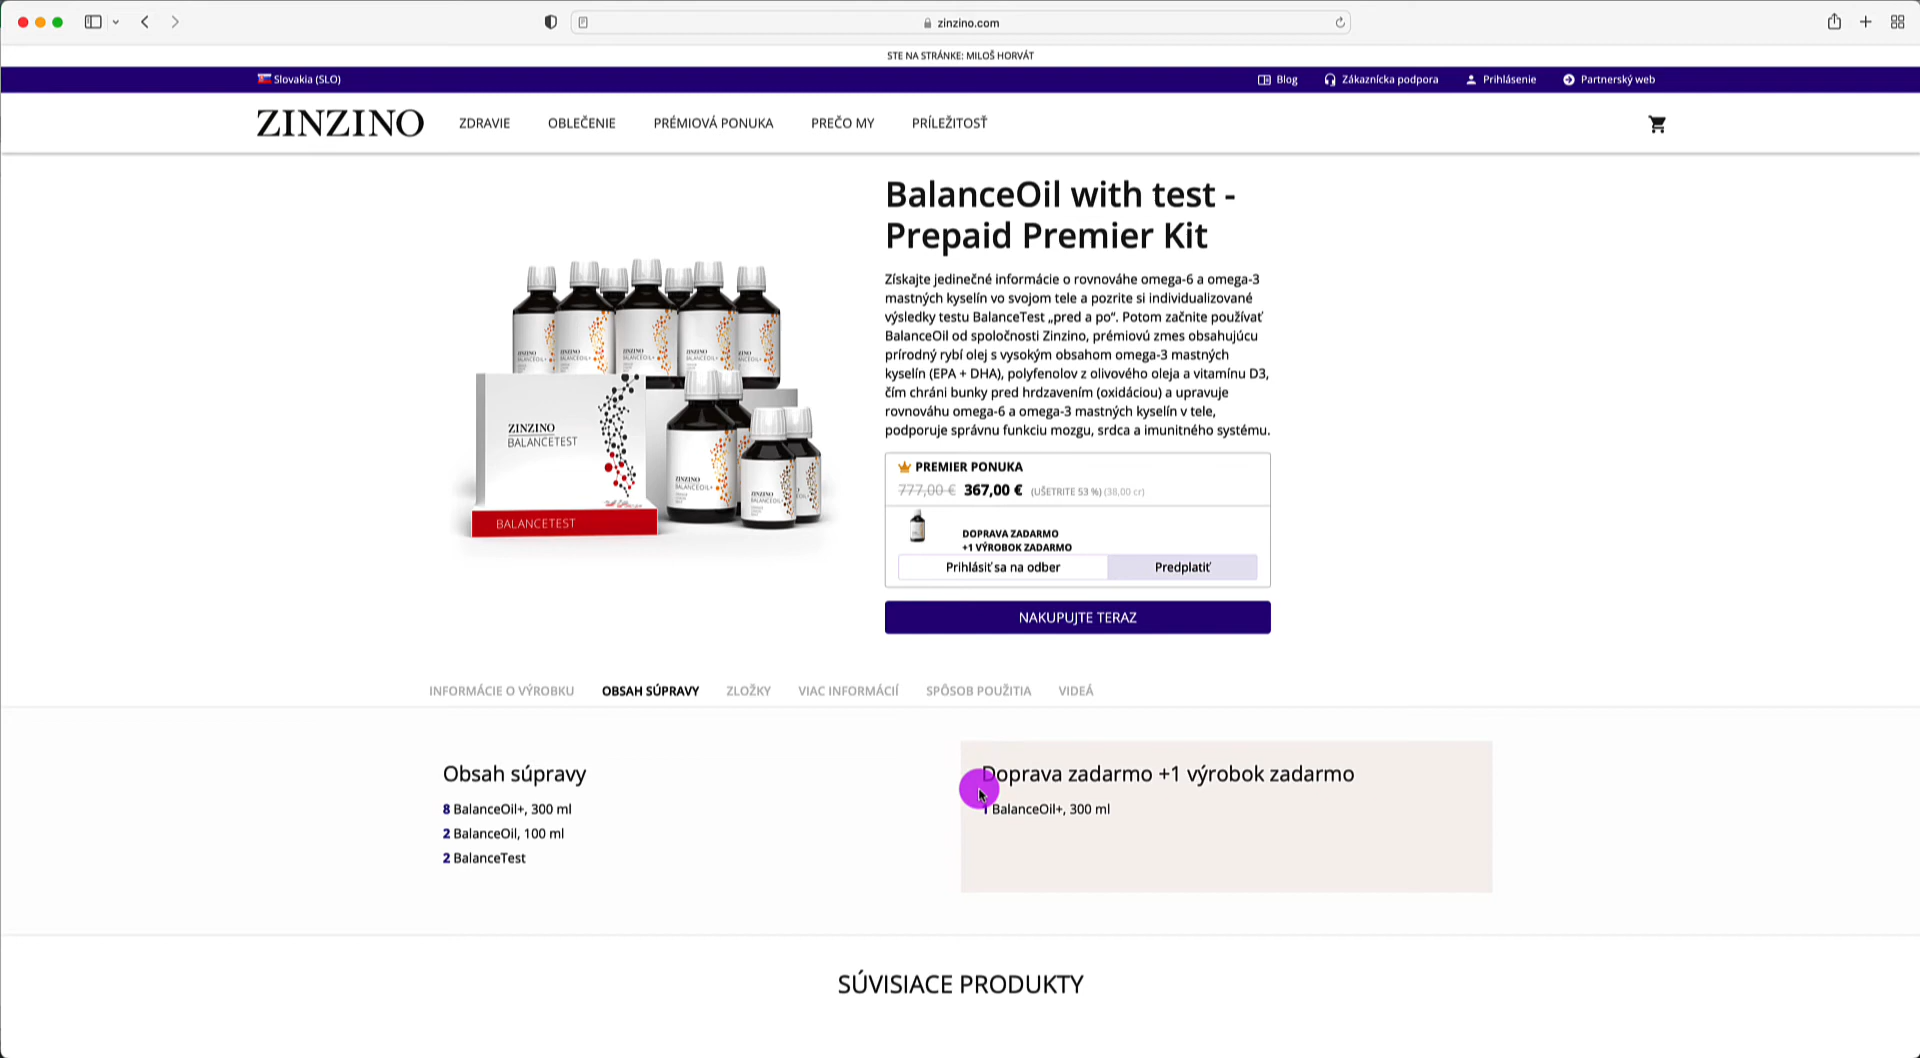 zinzino.com
STE NA STRÁNKE: MILOŠ HORVÁT
Slovakia (SLO)
Blog
Zákaznícka podpora
Prihlásenie
Partnerský web
ZINZINO
ZDRAVIE
OBLEČENIE
PRÉMIOVÁ PONUKA
PREČO MY
PRÍLEŽITOSŤ
BalanceOil with test -
Prepaid Premier Kit
Získajte jedinečné informácie o rovnováhe omega-6 a omega-3
mastných kyselín vo svojom tele a pozrite si individualizované
výsledky testu BalanceTest „pred a po“. Potom začnite používať
BalanceOil od spoločnosti Zinzino, prémiovú zmes obsahujúcu
prírodný rybí olej s vysokým obsahom omega-3 mastných
kyselín (EPA + DHA), polyfenolov z olivového oleja a vitamínu D3,
čím chráni bunky pred hrdzavením (oxidáciou) a upravuje
rovnováhu omega-6 a omega-3 mastných kyselín v tele,
podporuje správnu funkciu mozgu, srdca a imunitného systému.
ZINZINO
BALANCETEST
BALANCETEST
PREMIER PONUKA
777,00 € 367,00 € (UŠETRITE 53 %) (38.00 cr)
DOPRAVA ZADARMO
+1 VÝROBOK ZADARMO
Prihlásiť sa na odber
Predplatiť
NAKUPUJTE TERAZ
INFORMÁCIE O VÝROBKU
OBSAH SÚPRAVY
ZLOŽKY
VIAC INFORMÁCIÍ
SPÔSOB POUŽITIA
VIDEÁ
Obsah súpravy
8 BalanceOil+, 300 ml
2 BalanceOil, 100 ml
2 BalanceTest
Doprava zadarmo +1 výrobok zadarmo
1 BalanceOil+, 300 ml
SÚVISIACE PRODUKTY